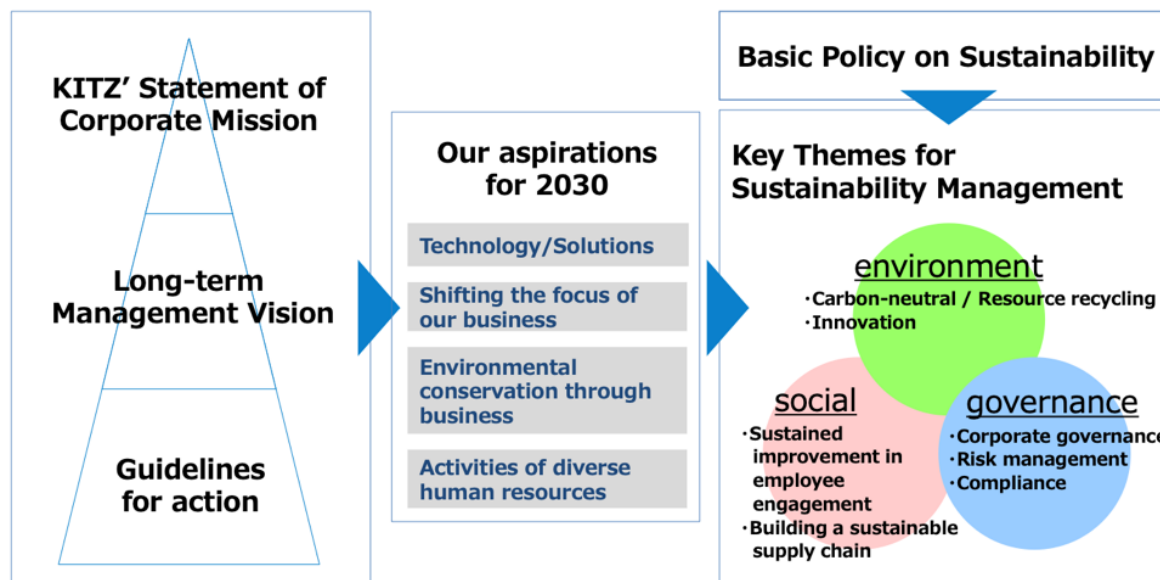 KITZ' Statement of
Corporate Mission
Long-term
Management Vision
Guidelines
for action
Our aspirations
for 2030
Technology/Solutions
Shifting the focus of
our business
Environmental
conservation through
business
Activities of diverse
human resources
Basic Policy on Sustainability
Key Themes for
Sustainability Management
environment
・Carbon-neutral / Resource recycling
・Innovation
social
・Sustained
improvement in
employee
engagement
・Building a sustainable
supply chain
governance
・Corporate governance
・Risk management
・Compliance